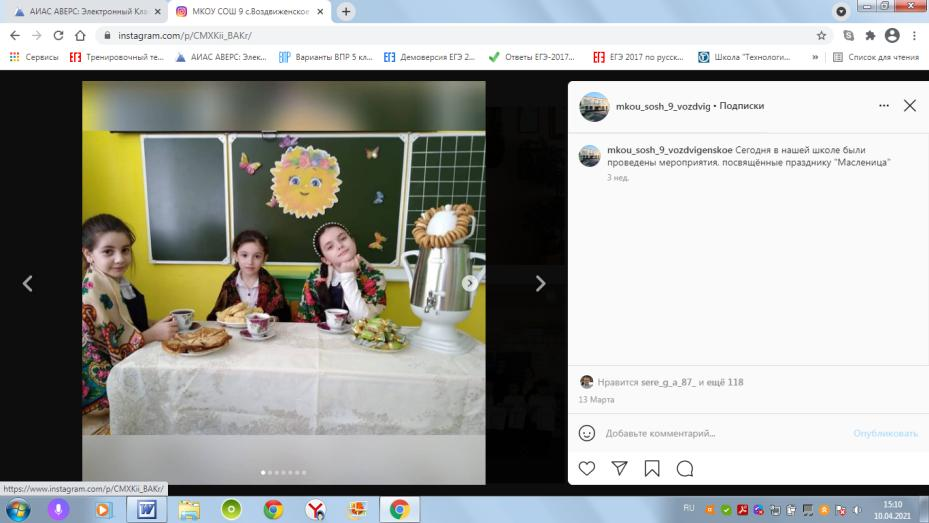 АИАС АВЕРС: Электронный Кла
МКОУ СОШ 9 с.Воздвиженское
instagram.com/p/CMXKii_BAKr/
Сервисы
Тренировочный те...
АИАС АВЕРС: Элек...
Варианты ВПР 5 кл...
Демоверсия ЕГЭ 2...
Ответы ЕГЭ-2017...
ЕГЭ 2017 по русск...
Школа "Технологи...
»
Список для чтения
mkou_sosh_9_vozdvig • Подписки
mkou_sosh_9_vozdvigenskoe Сегодня в нашей школе были
проведены мероприятия, посвящённые празднику "Масленица"
3 нед.
Нравится sere_g_a_87_ и ещё 118
13 Марта
Добавьте комментарий...
Опубликовать
https://www.instagram.com/p/CMXKii_BAKr/
RU
15:10
10.04.2021